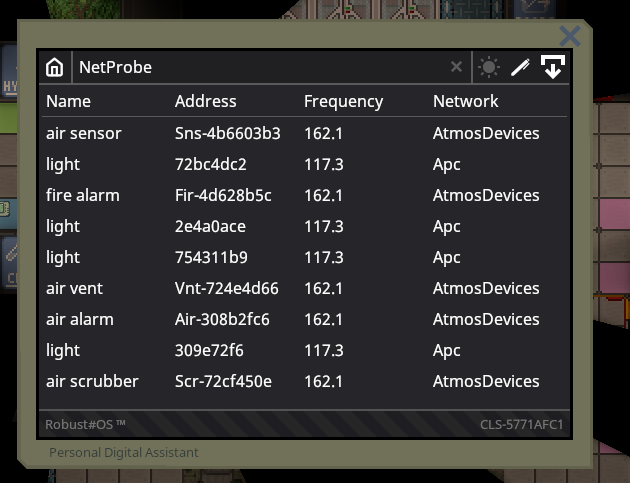 NetProbe
Name Address Frequency Network
air sensor Sns-4b6603b3 162.1 AtmosDevices
light 72bc4dc2 117.3 Apc
fire alarm Fir-4d628b5c 162.1 AtmosDevices
light 2e4a0ace 117.3 Apc
light 754311b9 117.3 Apc
air vent Vnt-724e4d66 162.1 AtmosDevices
air alarm Air-308b2fc6 162.1 AtmosDevices
light 309e72f6 117.3 Apc
air scrubber Scr-72cf450e 162.1 AtmosDevices
Robust#OS ™ CLS-5771AFC1
Personal Digital Assistant